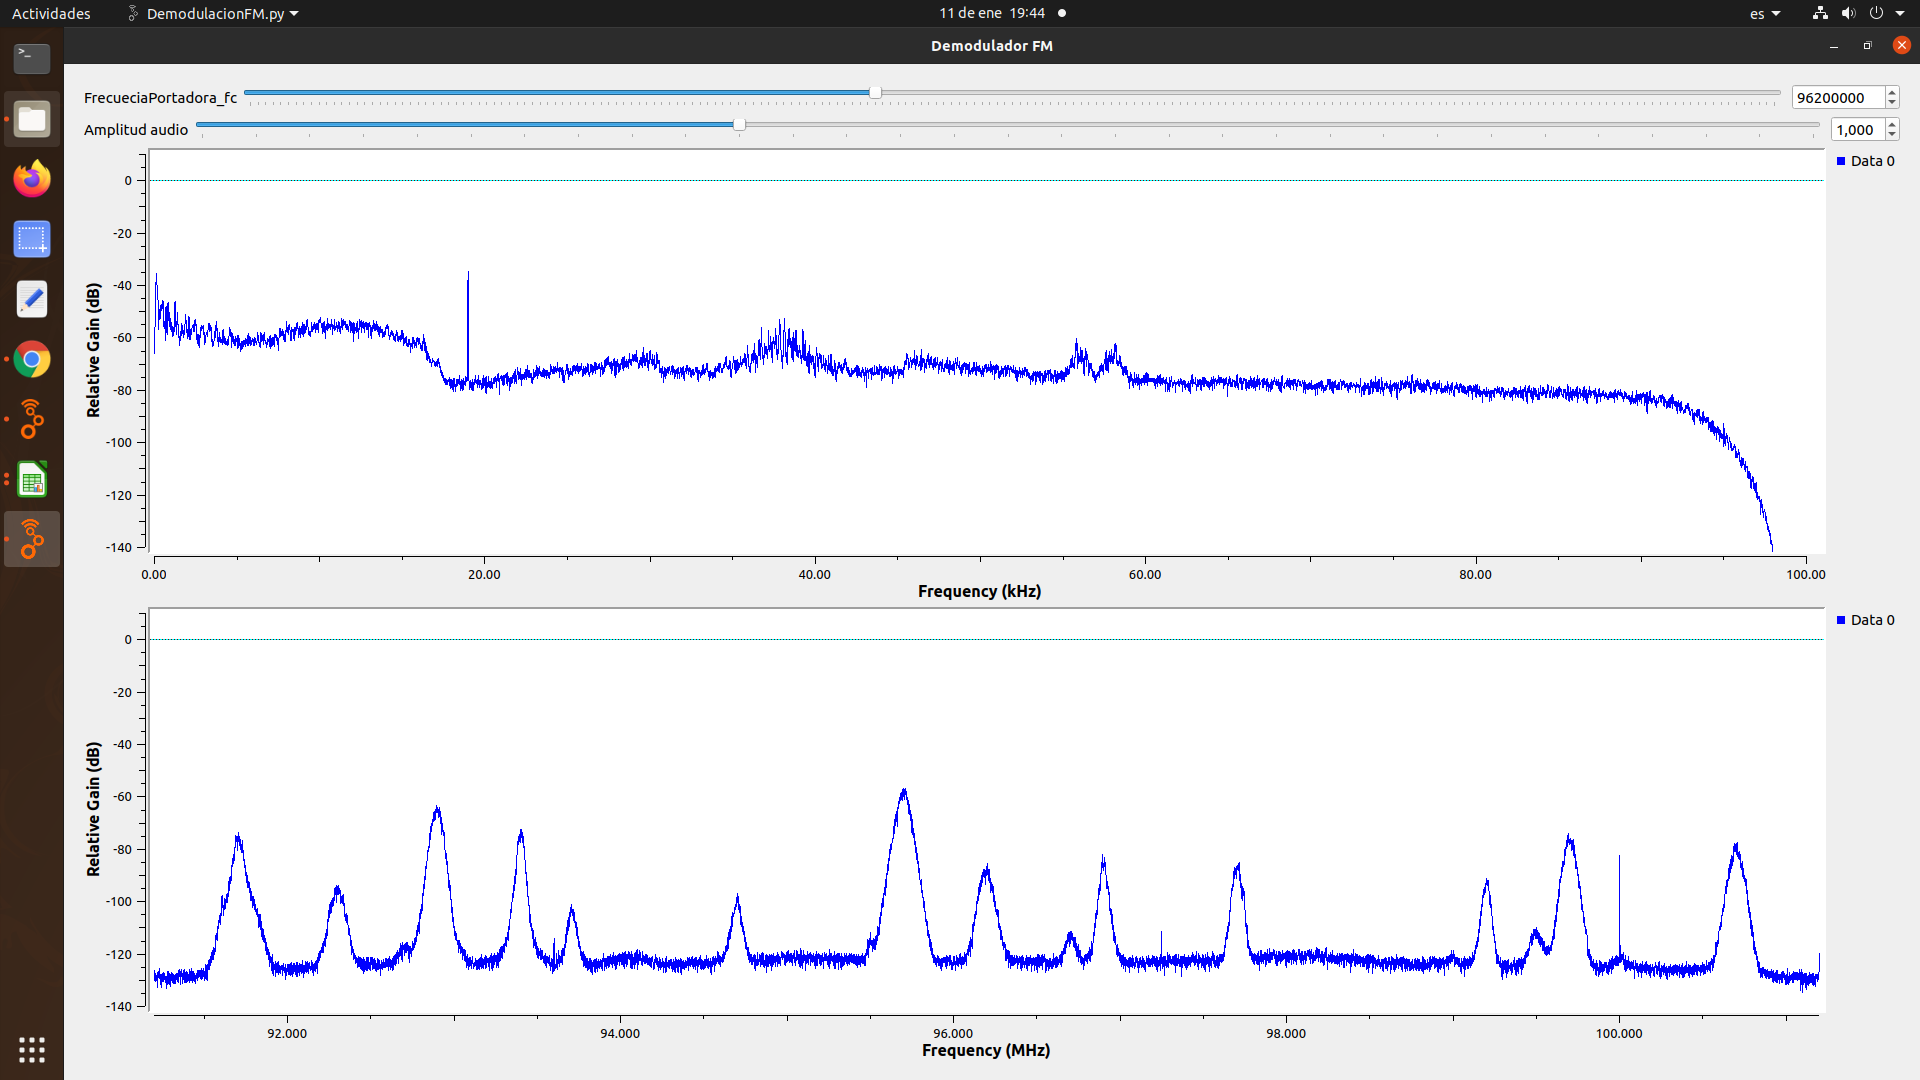 Actividades DemodulacionFM.py 11 de ene 19:44 es
Demodulador FM
FrecueciaPortadora_fc 96200000
Amplitud audio 1,000
Data 0
0
-20
-40
-60
-80
-100
-120
-140
Relative Gain (dB)
0.00 20.00 40.00 60.00 80.00 100.00
Frequency (kHz)
Data 0
0
-20
-40
-60
-80
-100
-120
-140
Relative Gain (dB)
92.000 94.000 96.000 98.000 100.000
Frequency (MHz)